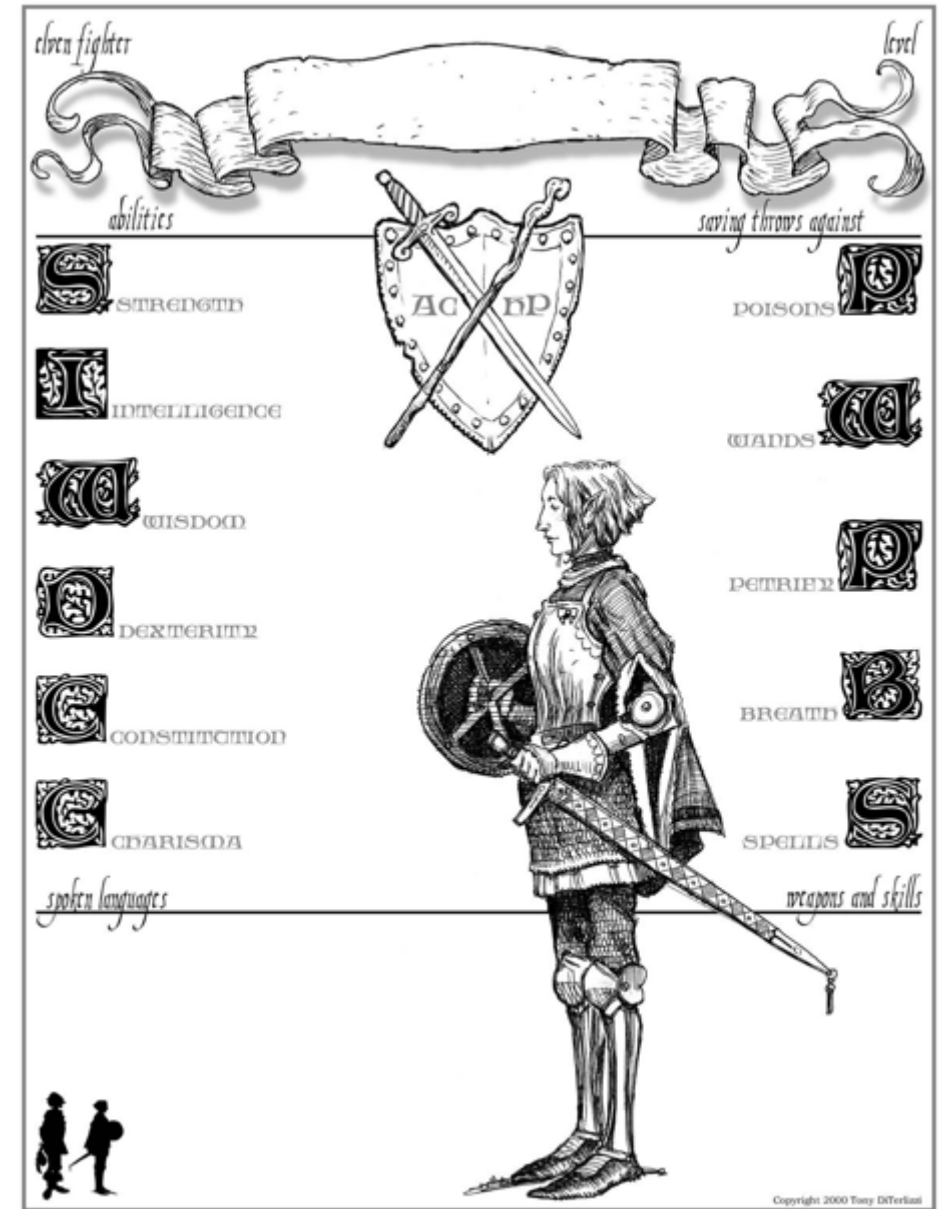 elven fighter
level
abilities
saving throws against
STRENGTH
INTELLIGENCE
WISDOM
DEXTERITY
CONSTITUTION
CHARISMA
AC HP
POISONS
WANDS
PETRIFY
BREATH
SPELLS
spoken languages
weapons and skills
Copyright 2000 Tony DiTerlizzi